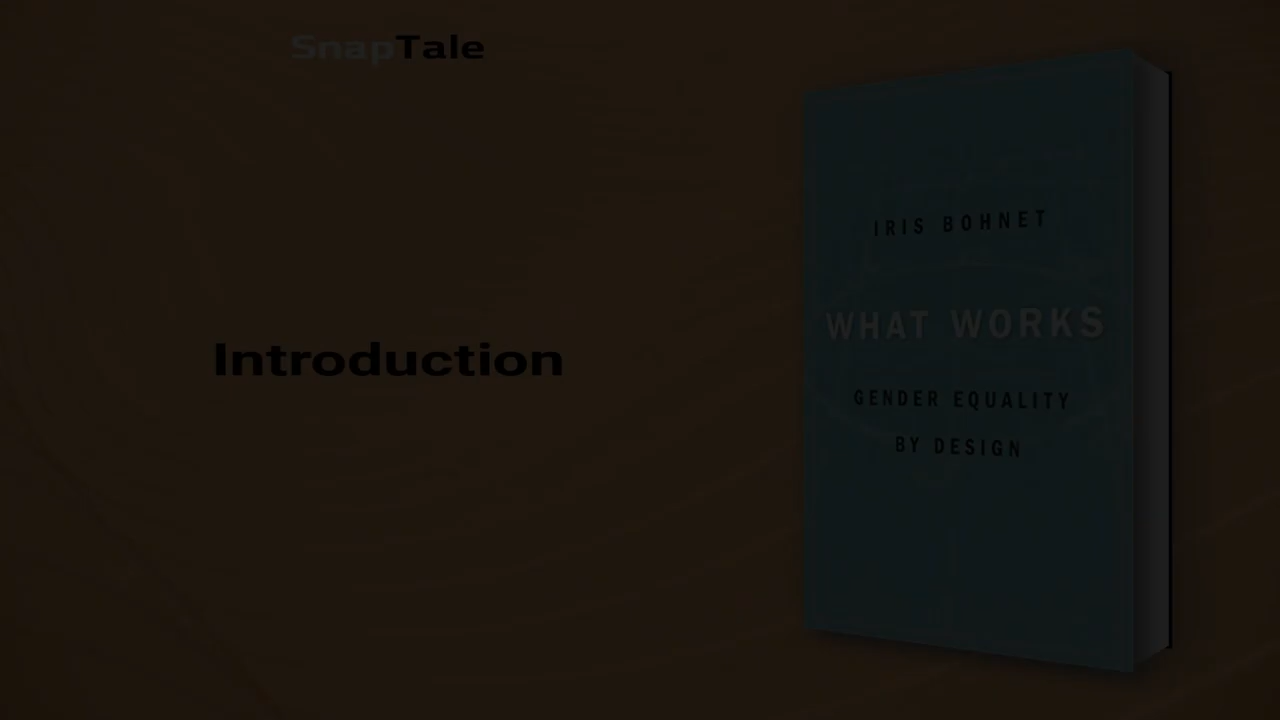 SnapTale
Introduction
IRIS BOHNET
WHAT WORKS
GENDER EQUALITY
BY DESIGN